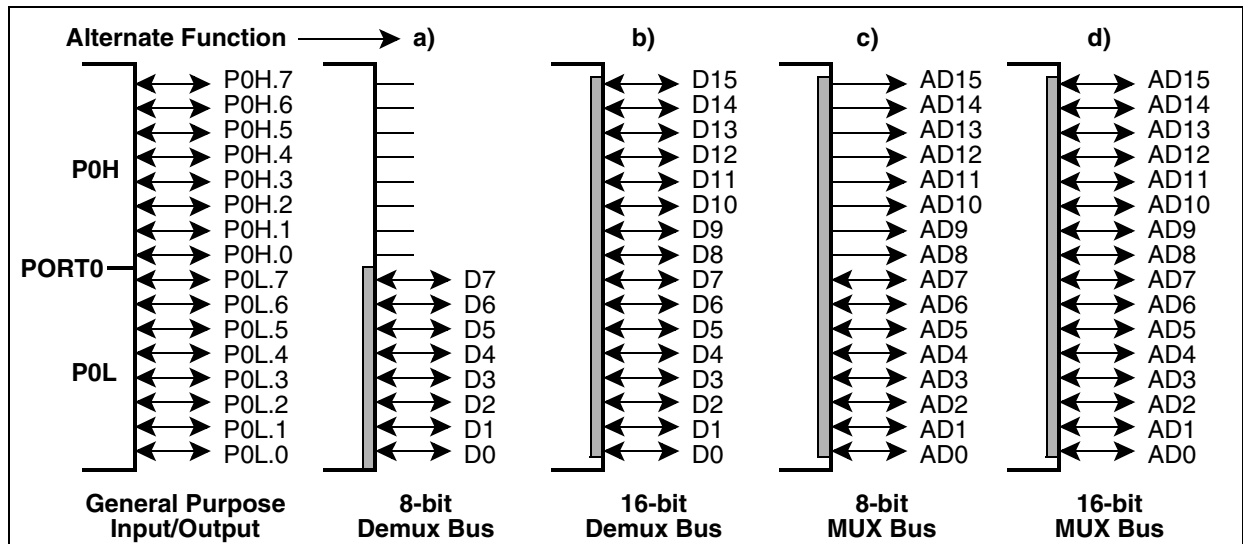 Alternate Function a) b) c) d)
P0H.7 D15 AD15 AD15
P0H.6 D14 AD14 AD14
P0H.5 D13 AD13 AD13
P0H.4 D12 AD12 AD12
P0H
P0H.3 D11 AD11 AD11
P0H.2 D10 AD10 AD10
P0H.1 D9 AD9 AD9
P0H.0 D8 AD8 AD8
PORT0
P0L.7 D7 D7 AD7 AD7
P0L.6 D6 D6 AD6 AD6
P0L.5 D5 D5 AD5 AD5
P0L.4 D4 D4 AD4 AD4
P0L
P0L.3 D3 D3 AD3 AD3
P0L.2 D2 D2 AD2 AD2
P0L.1 D1 D1 AD1 AD1
P0L.0 D0 D0 AD0 AD0
General Purpose 8-bit 16-bit 8-bit 16-bit
Input/Output Demux Bus Demux Bus MUX Bus MUX Bus